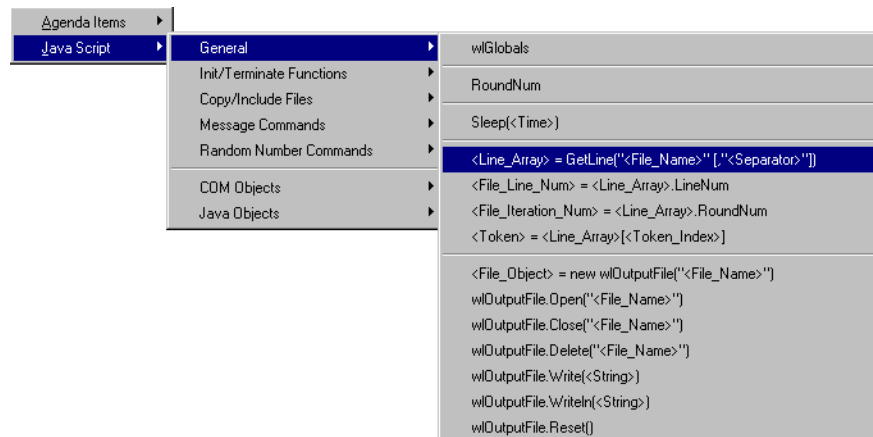 Agenda Items
Java Script
General
Init/Terminate Functions
Copy/Include Files
Message Commands
Random Number Commands
COM Objects
Java Objects
wlGlobals
RoundNum
Sleep(<Time>)
<Line_Array> = GetLine("<File_Name>" [,"<Separator>"])
<File_Line_Num> = <Line_Array>.LineNum
<File_Iteration_Num> = <Line_Array>.RoundNum
<Token> = <Line_Array>[<Token_Index>]
<File_Object> = new wlOutputFile("<File_Name>")
wlOutputFile.Open("<File_Name>")
wlOutputFile.Close("<File_Name>")
wlOutputFile.Delete("<File_Name>")
wlOutputFile.Write(<String>)
wlOutputFile.Writeln(<String>)
wlOutputFile.Reset()